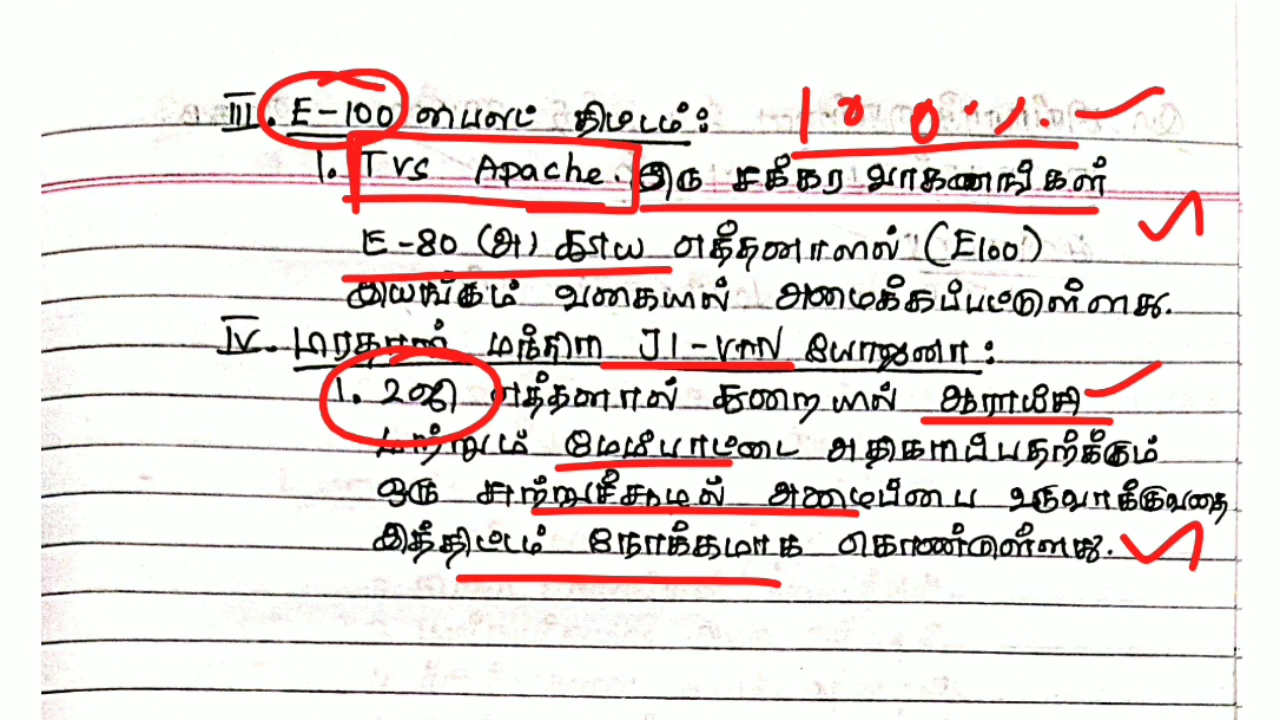 III. E-100 பைலட் திட்டம்: 100%
1. TVS Apache. இரு சக்கர வாகணங்கள்
E-80 (அ) தூய எத்தனாலில் (E100)
இயங்கும் வகையில் அமைக்கப்பட்டுள்ளது.
IV. பிரதான் மந்திரி JI-VAN யோஜனா:
1. 2ஜி எத்தனால் துறையில் ஆராய்ச்சி
மற்றும் மேம்பாட்டை அதிகரிப்பதற்க்கும்
ஒரு சுற்றுச்சூழல் அமைப்பை உருவாக்குவதை
இத்திட்டம் நோக்கமாக கொண்டுள்ளது.